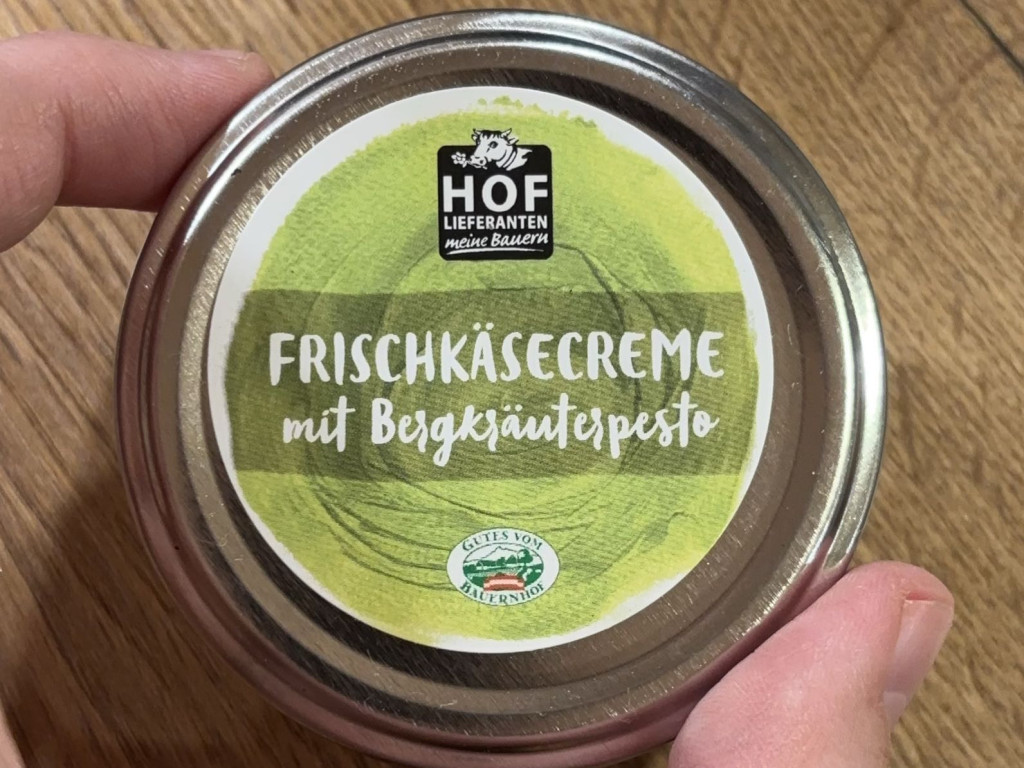 HOF
LIEFERANTEN
meine Bauern
FRISCHKÄSECREME
mit Bergkräuterpesto
GUTES VOM
BAUERNHOF